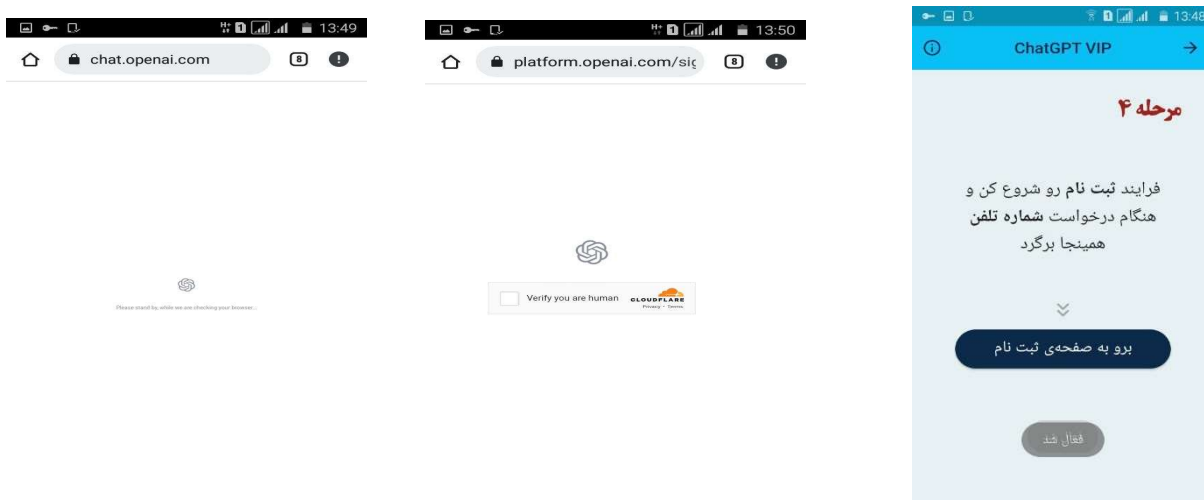 13:49
chat.openai.com
8
Please stand by, while we are checking your browser...
13:50
platform.openai.com/sig
8
Verify you are human
CLOUDFLARE
Privacy • Terms
13:48
ChatGPT VIP
مرحله ۴
فرایند ثبت نام رو شروع کن و
هنگام درخواست شماره تلفن
همینجا برگرد
برو به صفحه‌ی ثبت نام
فعّال شد